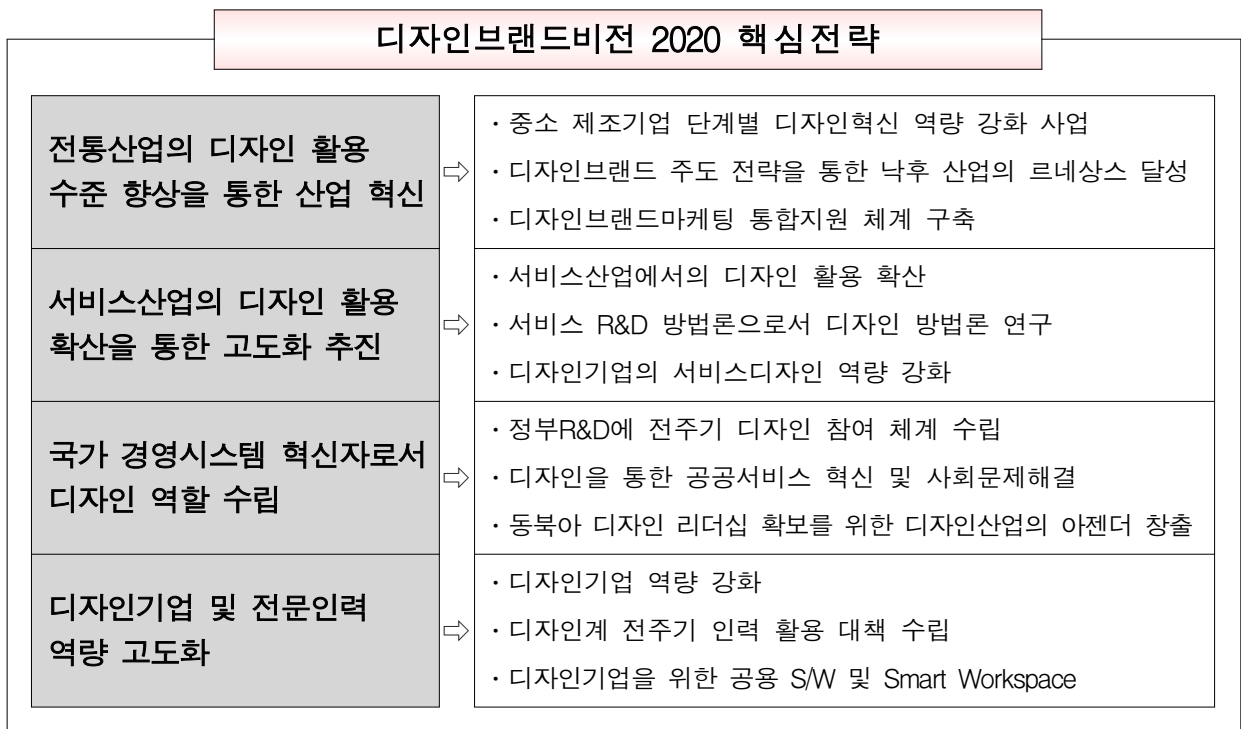 디자인브랜드비전 2020 핵심전략
전통산업의 디자인 활용
수준 향상을 통한 산업 혁신
⇨
· 중소 제조기업 단계별 디자인혁신 역량 강화 사업
· 디자인브랜드 주도 전략을 통한 낙후 산업의 르네상스 달성
· 디자인브랜드마케팅 통합지원 체계 구축
서비스산업의 디자인 활용
확산을 통한 고도화 추진
⇨
· 서비스산업에서의 디자인 활용 확산
· 서비스 R&D 방법론으로서 디자인 방법론 연구
· 디자인기업의 서비스디자인 역량 강화
국가 경영시스템 혁신자로서
디자인 역할 수립
⇨
· 정부R&D에 전주기 디자인 참여 체계 수립
· 디자인을 통한 공공서비스 혁신 및 사회문제해결
· 동북아 디자인 리더십 확보를 위한 디자인산업의 아젠더 창출
디자인기업 및 전문인력
역량 고도화
⇨
· 디자인기업 역량 강화
· 디자인계 전주기 인력 활용 대책 수립
· 디자인기업을 위한 공용 S/W 및 Smart Workspace